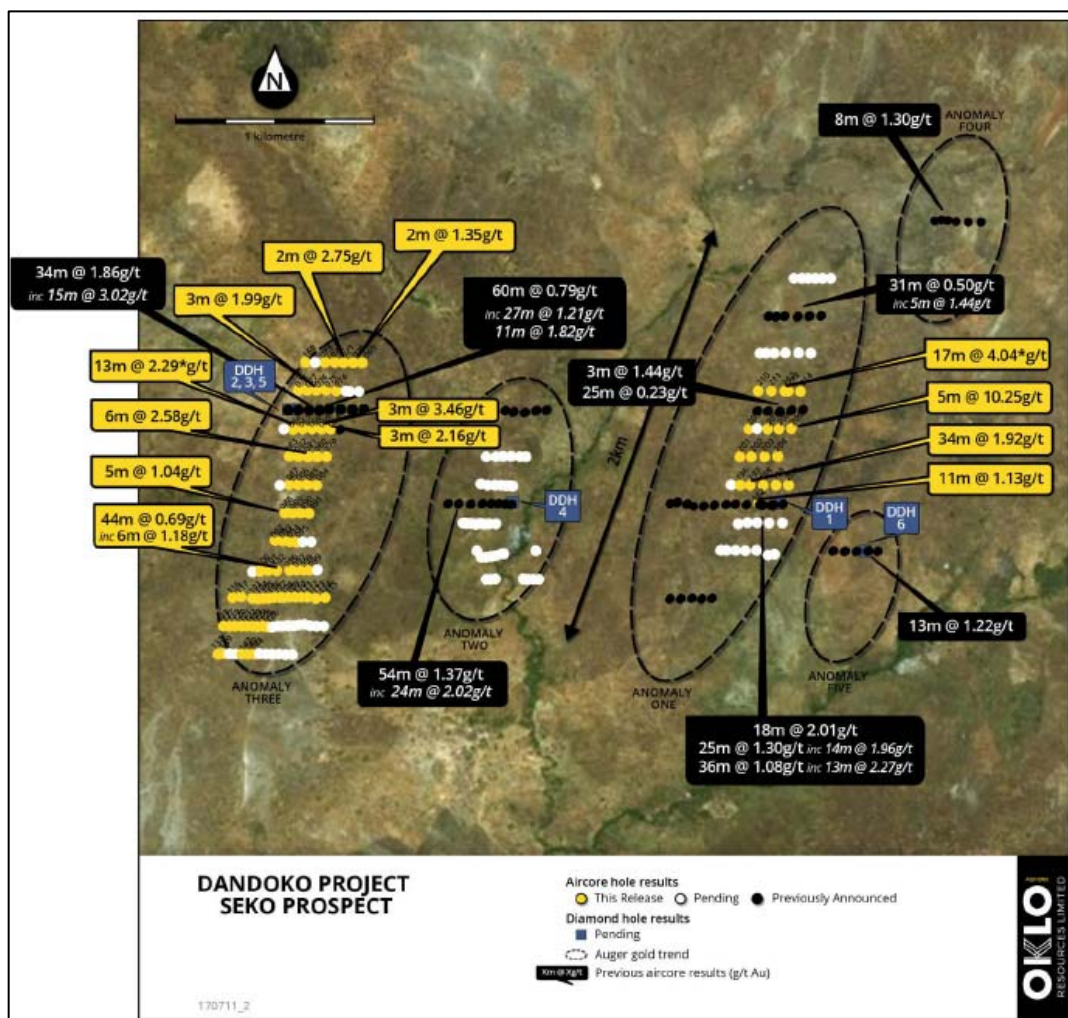 N
1 kilometre
8m @ 1.30g/t
ANOMALY
FOUR
2m @ 1.35g/t
2m @ 2.75g/t
34m @ 1.86g/t
inc 15m @ 3.02g/t
3m @ 1.99g/t
60m @ 0.79g/t
inc 27m @ 1.21g/t
11m @ 1.82g/t
31m @ 0.50g/t
inc 5m @ 1.44g/t
13m @ 2.29*g/t
DDH
2, 3, 5
17m @ 4.04*g/t
3m @ 1.44g/t
25m @ 0.23g/t
6m @ 2.58g/t
3m @ 3.46g/t
3m @ 2.16g/t
5m @ 10.25g/t
34m @ 1.92g/t
2km
5m @ 1.04g/t
11m @ 1.13g/t
DDH
4
DDH
1
DDH
6
44m @ 0.69g/t
inc 6m @ 1.18g/t
13m @ 1.22g/t
ANOMALY
TWO
54m @ 1.37g/t
inc 24m @ 2.02g/t
ANOMALY
THREE
ANOMALY
ONE
ANOMALY
FIVE
18m @ 2.01g/t
25m @ 1.30g/t inc 14m @ 1.96g/t
36m @ 1.08g/t inc 13m @ 2.27g/t
DANDOKO PROJECT
SEKO PROSPECT
Aircore hole results
This Release Pending Previously Announced
Diamond hole results
Pending
Auger gold trend
Xm @ Xg/t Previous aircore results (g/t Au)
170711_2
OKLO
RESOURCES LIMITED